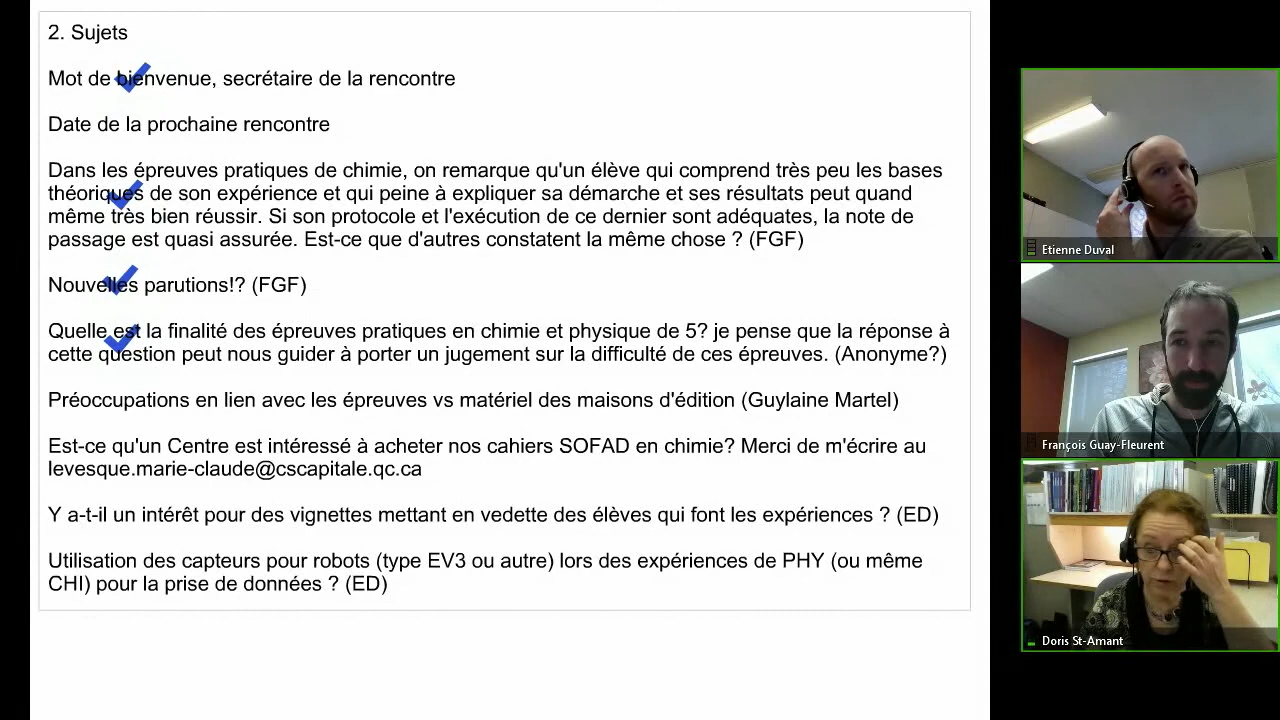 2. Sujets
Mot de bienvenue, secrétaire de la rencontre
Date de la prochaine rencontre
Dans les épreuves pratiques de chimie, on remarque qu'un élève qui comprend très peu les bases
théoriques de son expérience et qui peine à expliquer sa démarche et ses résultats peut quand
même très bien réussir. Si son protocole et l'exécution de ce dernier sont adéquates, la note de
passage est quasi assurée. Est-ce que d'autres constatent la même chose ? (FGF)
Nouvelles parutions!? (FGF)
Quelle est la finalité des épreuves pratiques en chimie et physique de 5? je pense que la réponse à
cette question peut nous guider à porter un jugement sur la difficulté de ces épreuves. (Anonyme?)
Préoccupations en lien avec les épreuves vs matériel des maisons d'édition (Guylaine Martel)
Est-ce qu'un Centre est intéressé à acheter nos cahiers SOFAD en chimie? Merci de m'écrire au
levesque.marie-claude@cscapitale.qc.ca
Y a-t-il un intérêt pour des vignettes mettant en vedette des élèves qui font les expériences ? (ED)
Utilisation des capteurs pour robots (type EV3 ou autre) lors des expériences de PHY (ou même
CHI) pour la prise de données ? (ED)
Etienne Duval
François Guay-Fleurent
Doris St-Amant